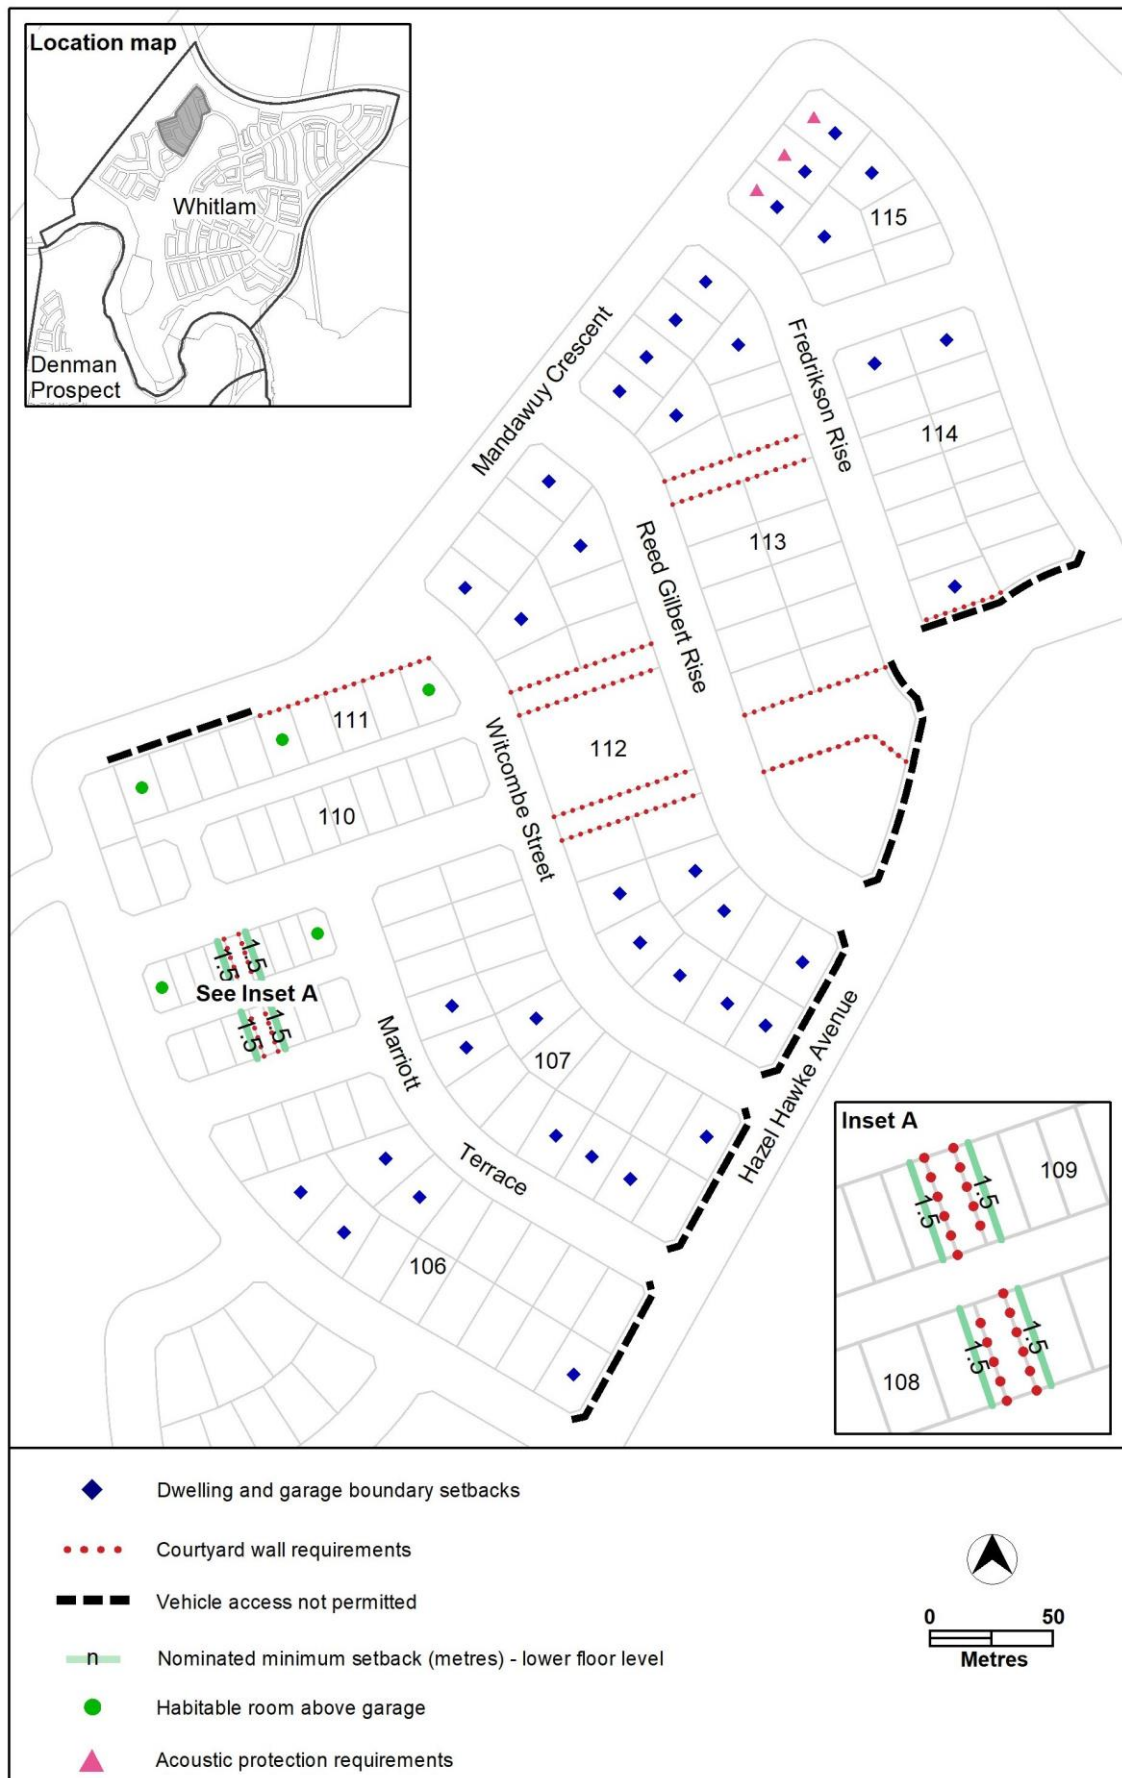 Location map
Whitlam
Denman
Prospect
115
Mandawuy Crescent
Fredrikson Rise
114
113
Reed Gilbert Rise
111
112
Witcombe Street
110
1.5
1.5
See Inset A
1.5
1.5
Marriott
Terrace
107
Hazel Hawke Avenue
106
Inset A
109
1.5
1.5
108
1.5
1.5
Dwelling and garage boundary setbacks
Courtyard wall requirements
Vehicle access not permitted
n Nominated minimum setback (metres) - lower floor level
Habitable room above garage
Acoustic protection requirements
0 50
Metres